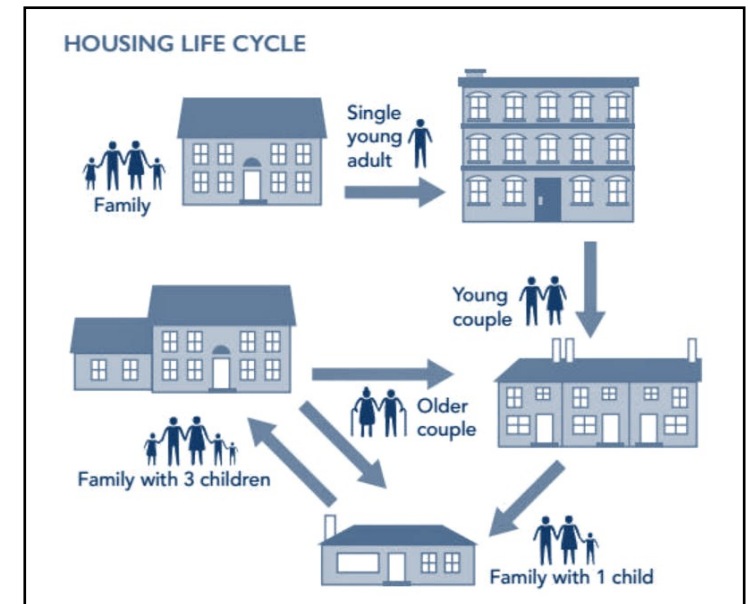 HOUSING LIFE CYCLE
Single
young
adult
Family
Young
couple
Older
couple
Family with 3 children
Family with 1 child